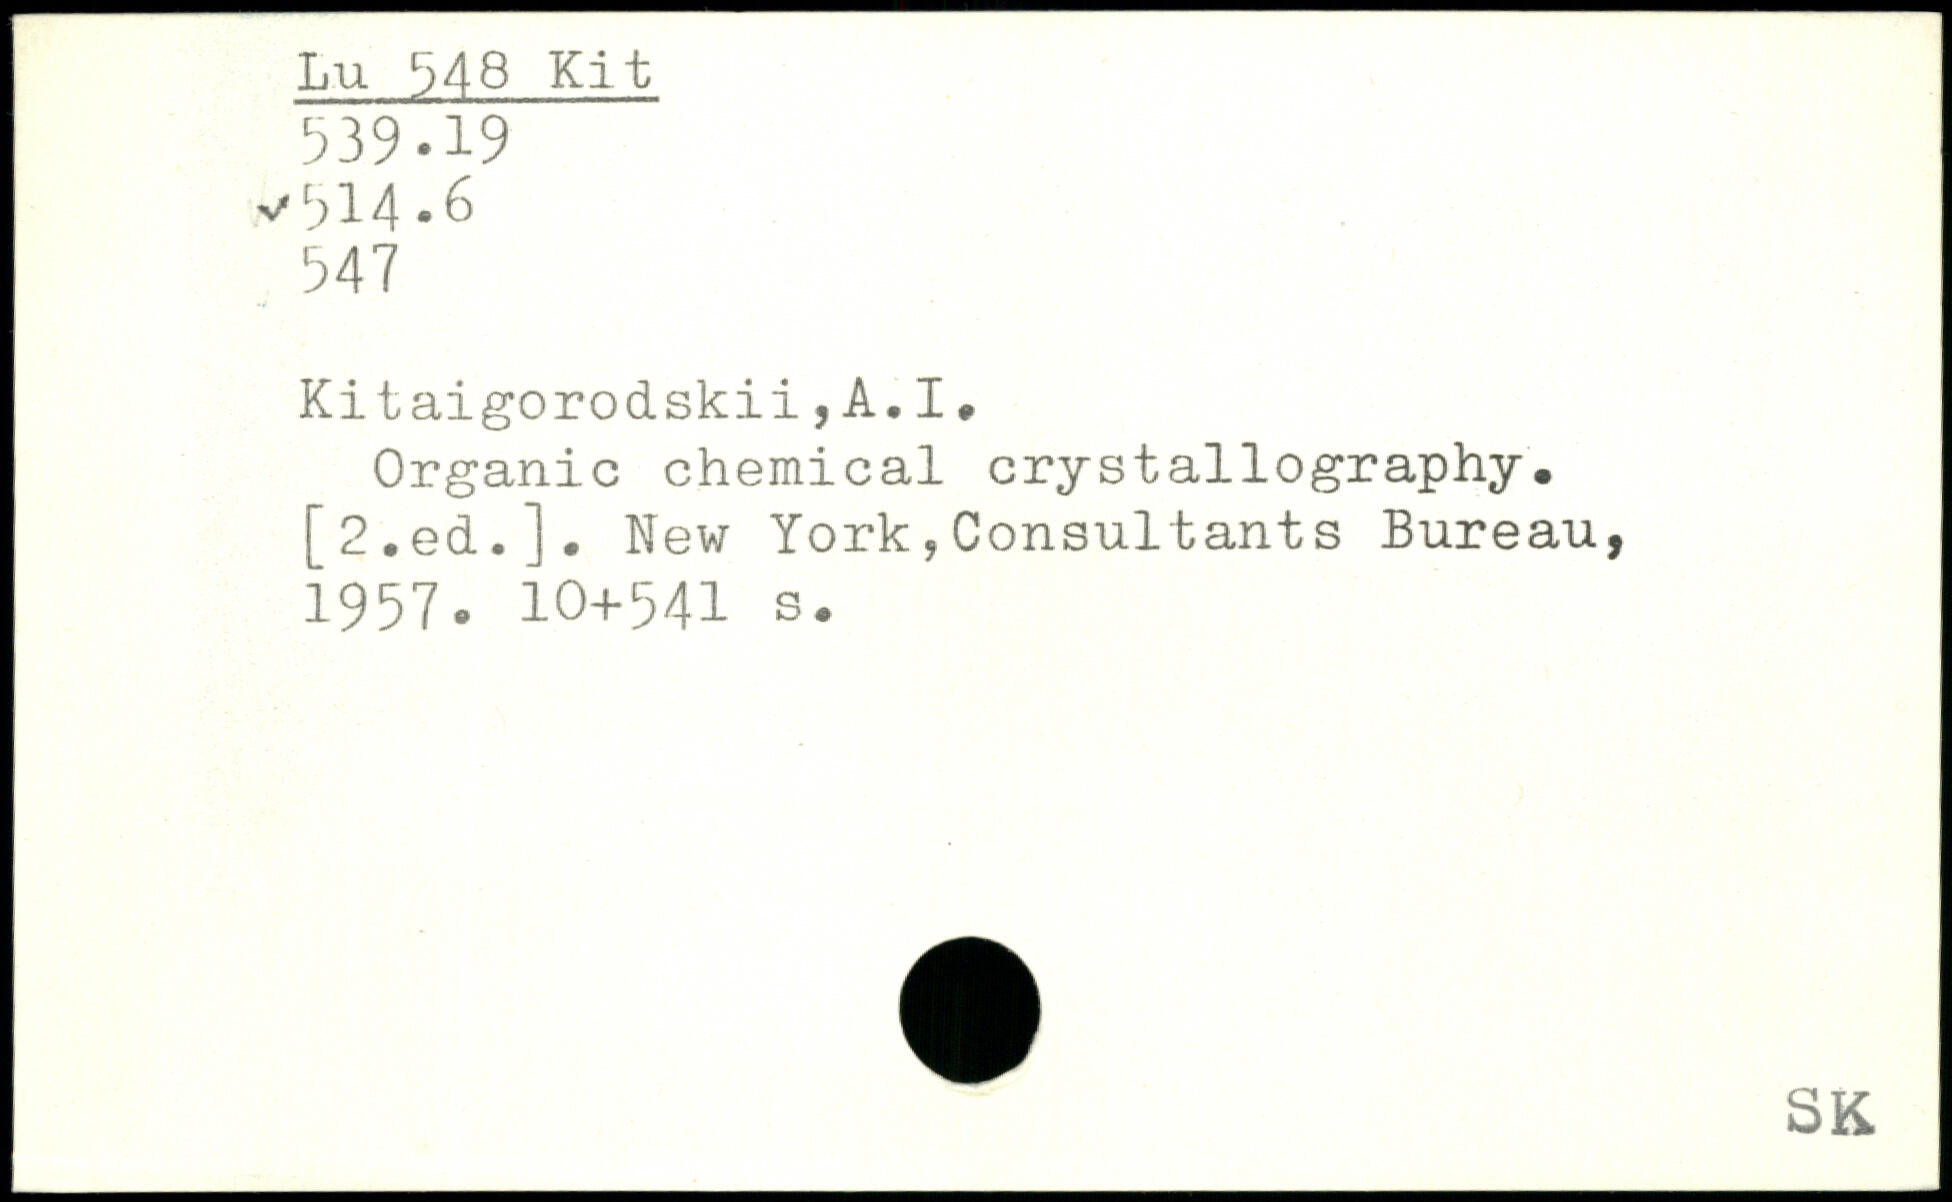 Lu 548 Kit
539.19
✓514.6
547
Kitaigorodskii,A.I.
Organic chemical crystallography.
[2.ed.]. New York,Consultants Bureau,
1957. 10+541 s.
SK